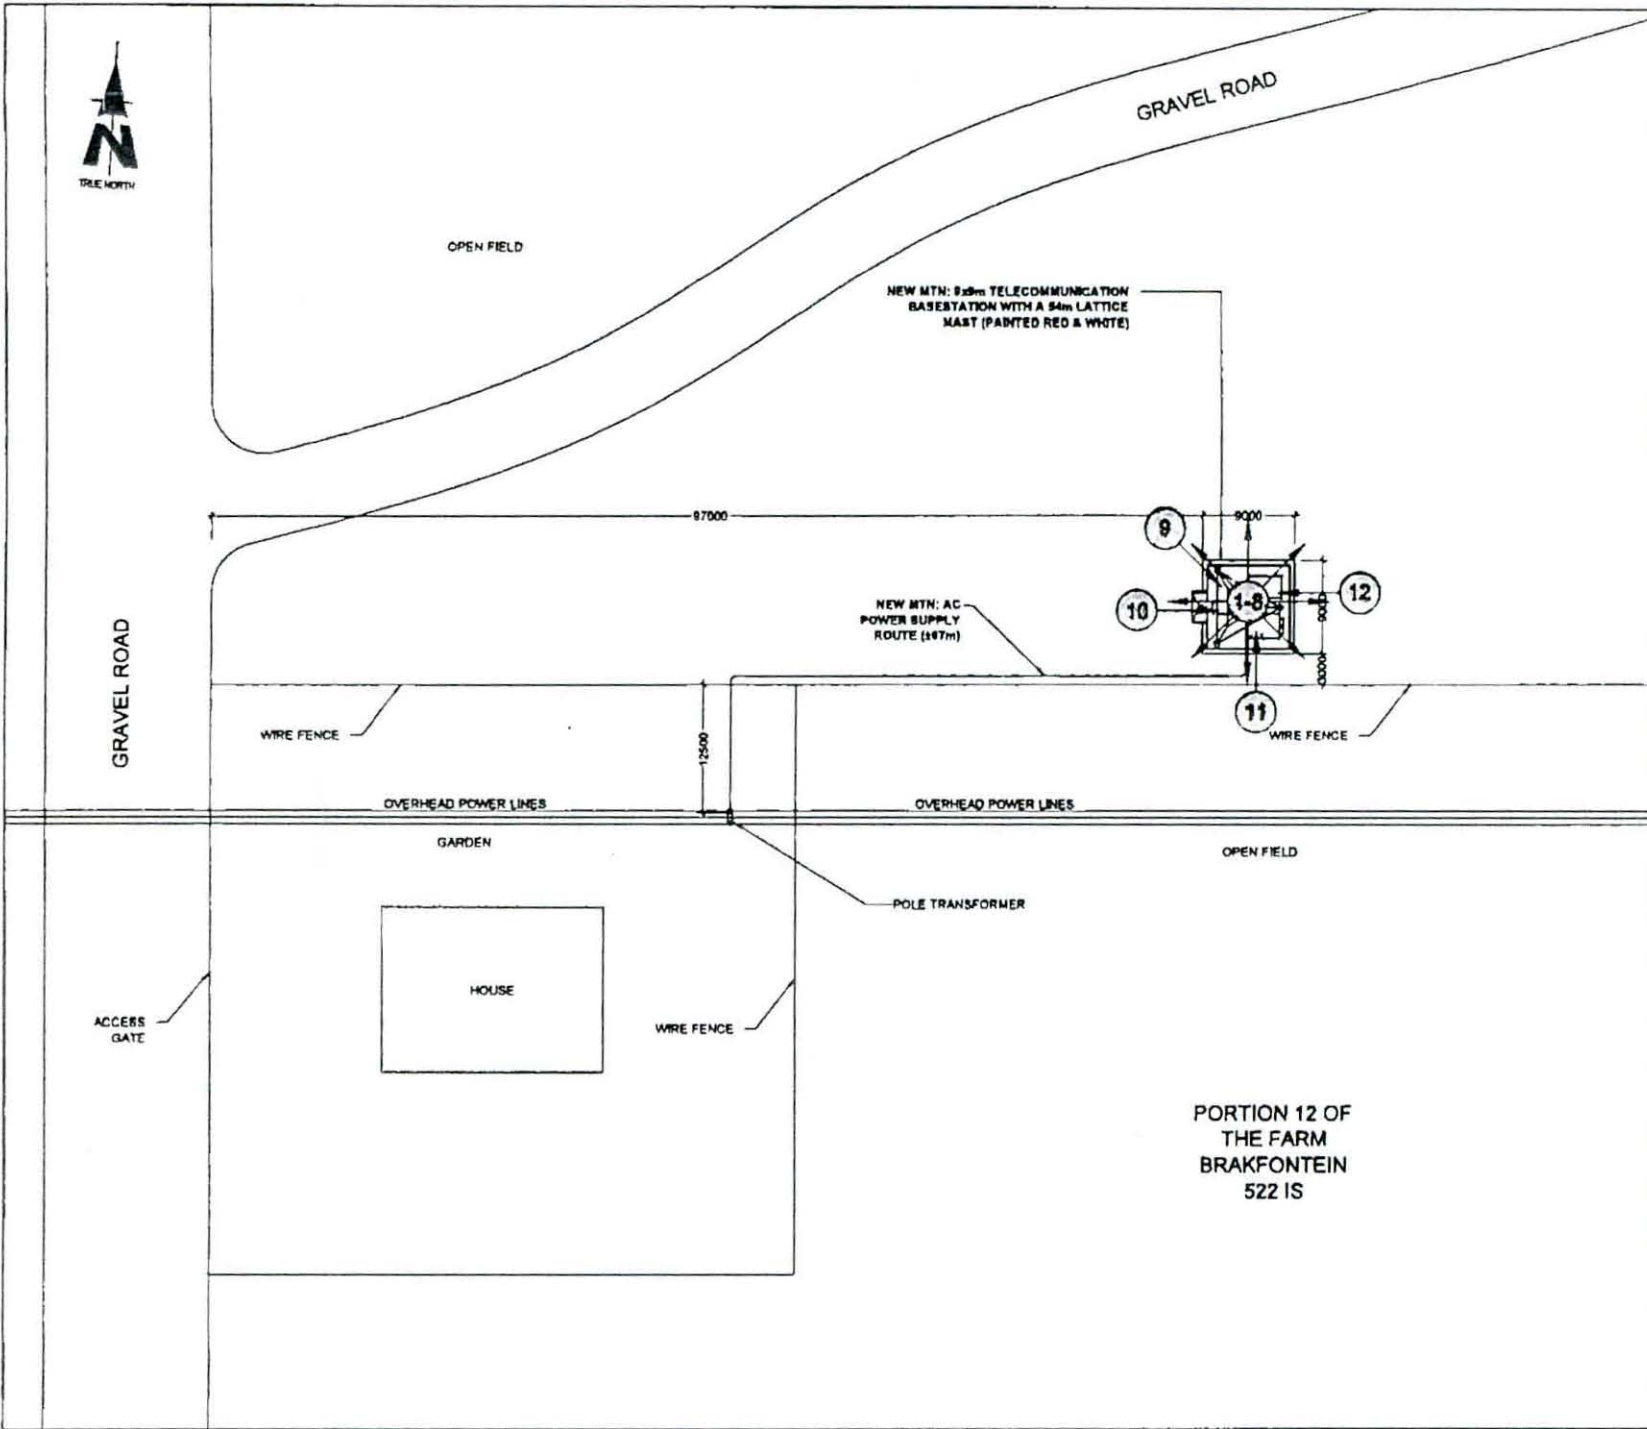 GRAVEL ROAD
N
TRUE NORTH
OPEN FIELD
NEW MTN: 9x9m TELECOMMUNICATION
BASESTATION WITH A 54m LATTICE
MAST (PAINTED RED & WHITE)
97000
9000
9
12
1-8
10
9000
NEW MTN: AC
POWER SUPPLY
ROUTE (±67m)
3000
11
GRAVEL ROAD
WIRE FENCE
12500
WIRE FENCE
OVERHEAD POWER LINES
OVERHEAD POWER LINES
GARDEN
OPEN FIELD
POLE TRANSFORMER
HOUSE
ACCESS
GATE
WIRE FENCE
PORTION 12 OF
THE FARM
BRAKFONTEIN
522 IS